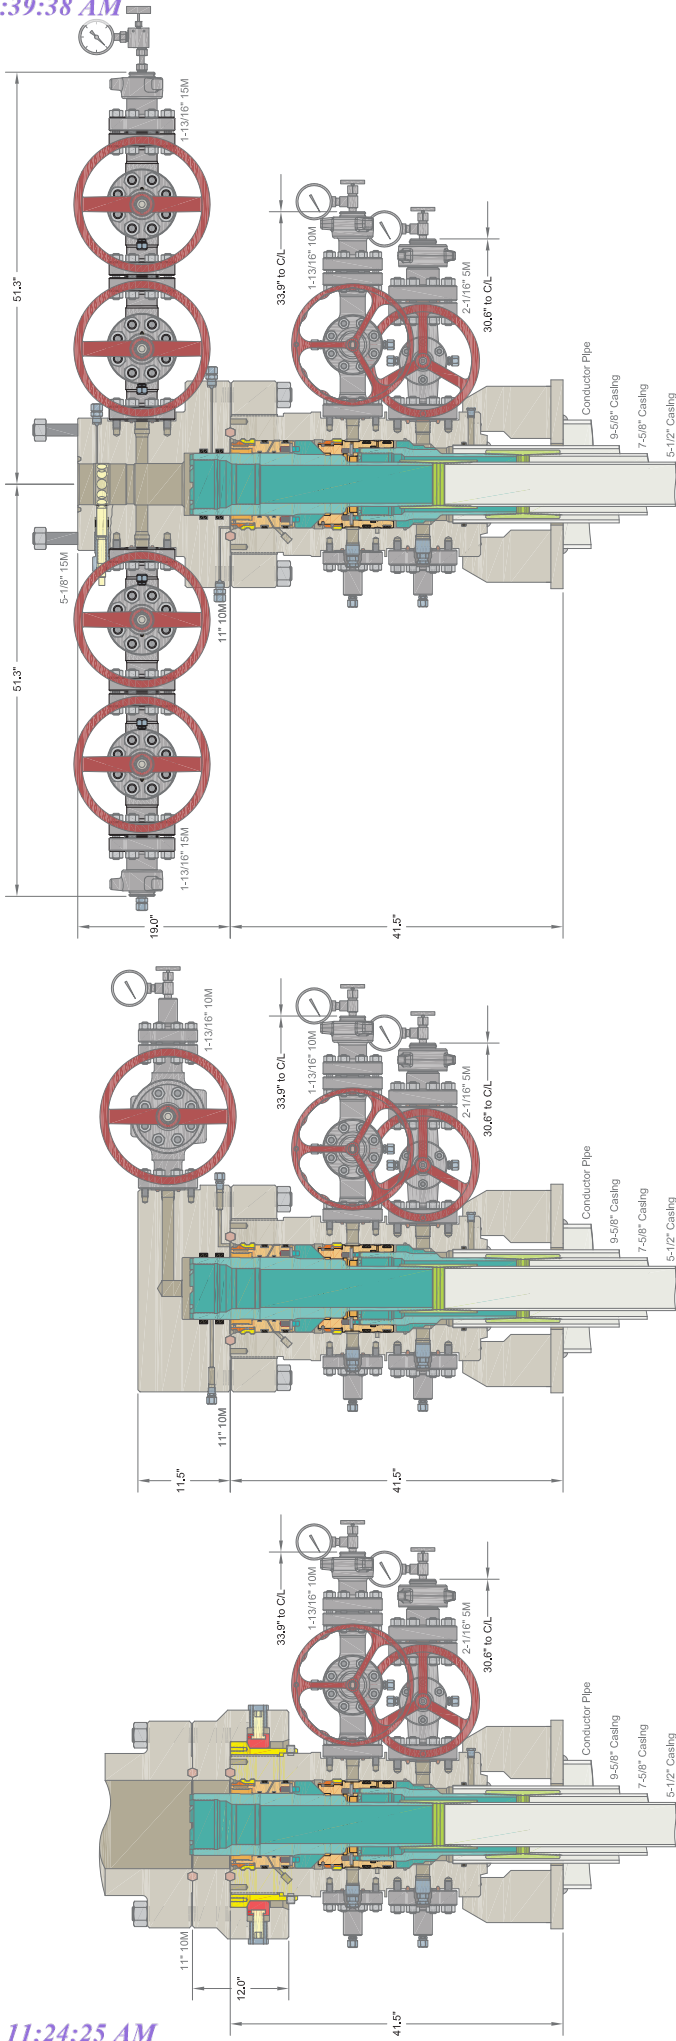 :39:38 AM
1-13/16" 15M
51.3"
33.9" to C/L
1-13/16" 10M
2-1/16" 5M
30.6" to C/L
Conductor Pipe
9-5/8" Casing
7-5/8" Casing
5-1/2" Casing
5-1/8" 15M
11" 10M
51.3"
1-13/16" 15M
19.0"
41.5"
1-13/16" 10M
33.9" to C/L
1-13/16" 10M
2-1/16" 5M
30.6" to C/L
Conductor Pipe
9-5/8" Casing
7-5/8" Casing
5-1/2" Casing
11" 10M
11.5"
41.5"
33.9" to C/L
1-13/16" 10M
2-1/16" 5M
30.6" to C/L
Conductor Pipe
9-5/8" Casing
7-5/8" Casing
5-1/2" Casing
11" 10M
12.0"
41.5"
11:24:25 AM